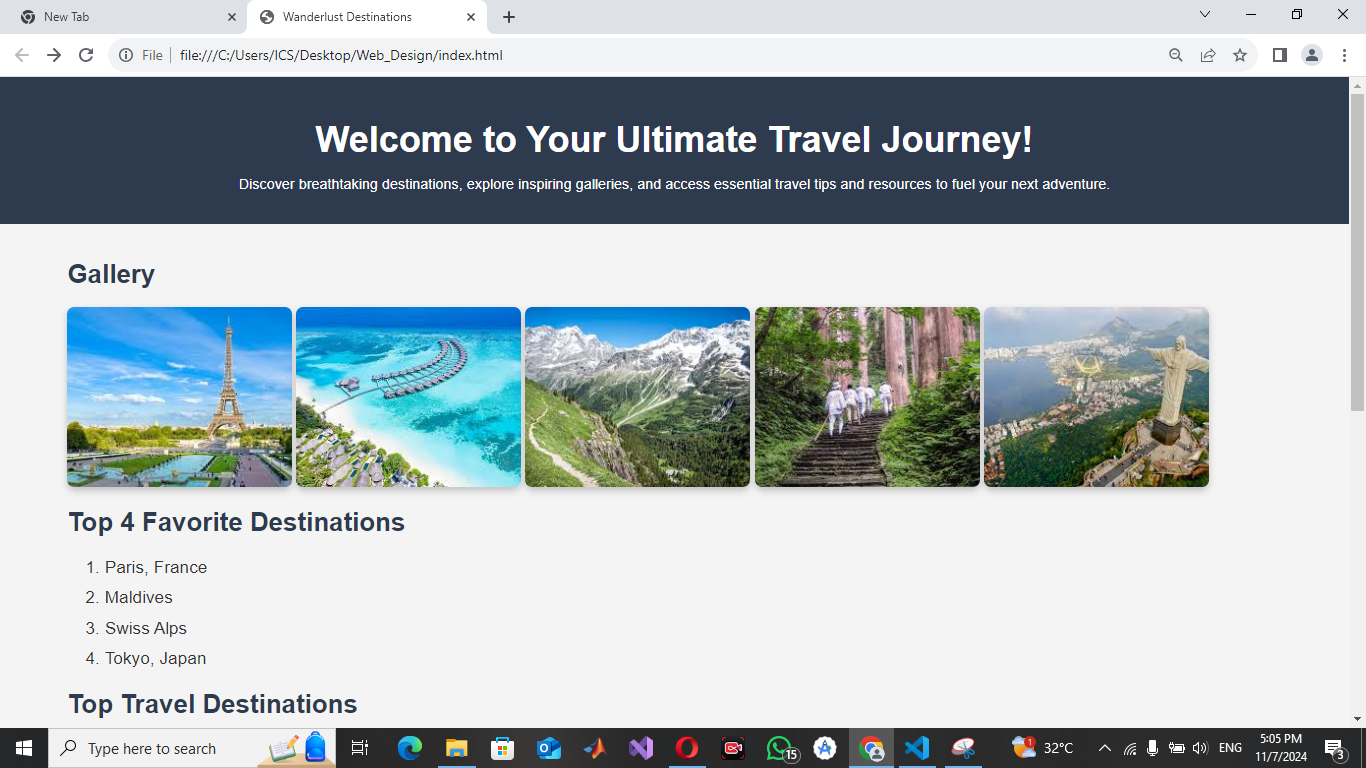 New Tab
Wanderlust Destinations
File
file:///C:/Users/ICS/Desktop/Web_Design/index.html
Welcome to Your Ultimate Travel Journey!
Discover breathtaking destinations, explore inspiring galleries, and access essential travel tips and resources to fuel your next adventure.
Gallery
Top 4 Favorite Destinations
1. Paris, France
2. Maldives
3. Swiss Alps
4. Tokyo, Japan
Top Travel Destinations
Type here to search
15
1
32°C
ENG
5:05 PM
11/7/2024
3